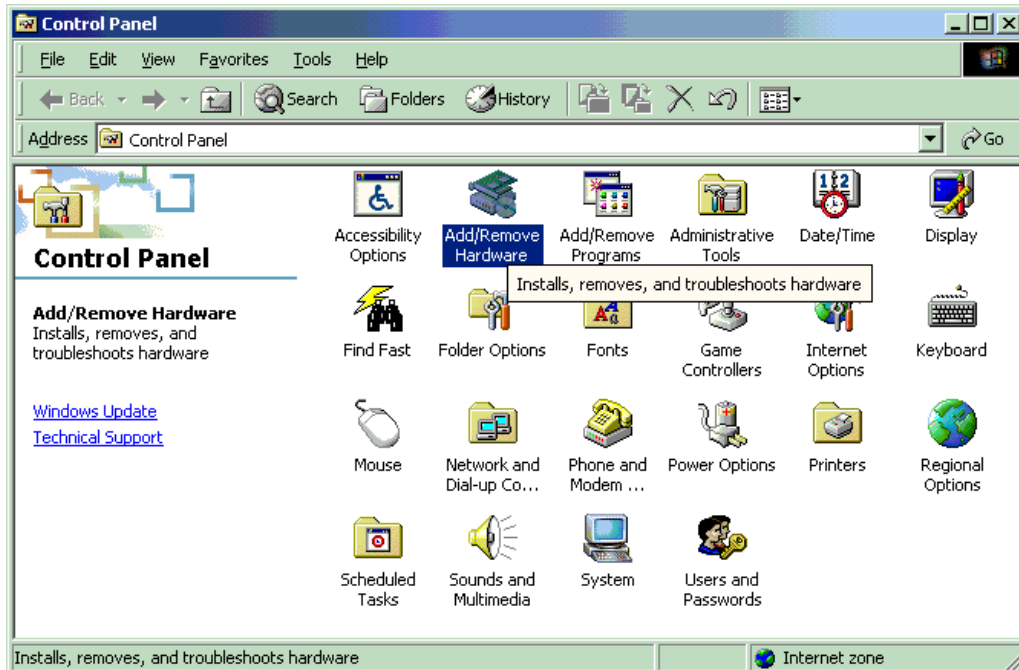 Control Panel
File Edit View Favorites Tools Help
Back Search Folders History
Address Control Panel Go
Control Panel
Add/Remove Hardware
Installs, removes, and
troubleshoots hardware
Windows Update
Technical Support
Accessibility
Options
Add/Remove
Hardware
Add/Remove
Programs
Administrative
Tools
Date/Time
Display
Installs, removes, and troubleshoots hardware
Find Fast
Folder Options
Fonts
Game
Controllers
Internet
Options
Keyboard
Mouse
Network and
Dial-up Co...
Phone and
Modem ...
Power Options
Printers
Regional
Options
Scheduled
Tasks
Sounds and
Multimedia
System
Users and
Passwords
Installs, removes, and troubleshoots hardware
Internet zone